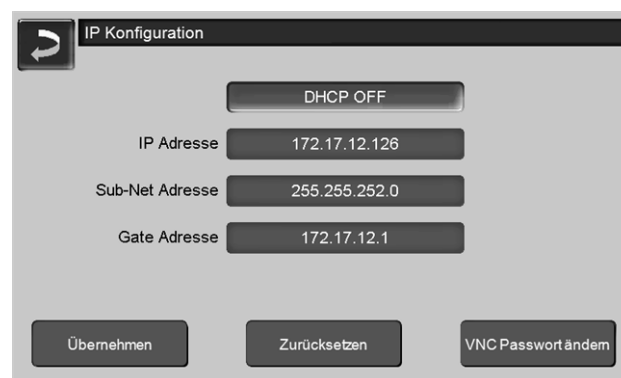 IP Konfiguration
DHCP OFF
IP Adresse 172.17.12.126
Sub-Net Adresse 255.255.252.0
Gate Adresse 172.17.12.1
Übernehmen Zurücksetzen VNC Passwort ändern